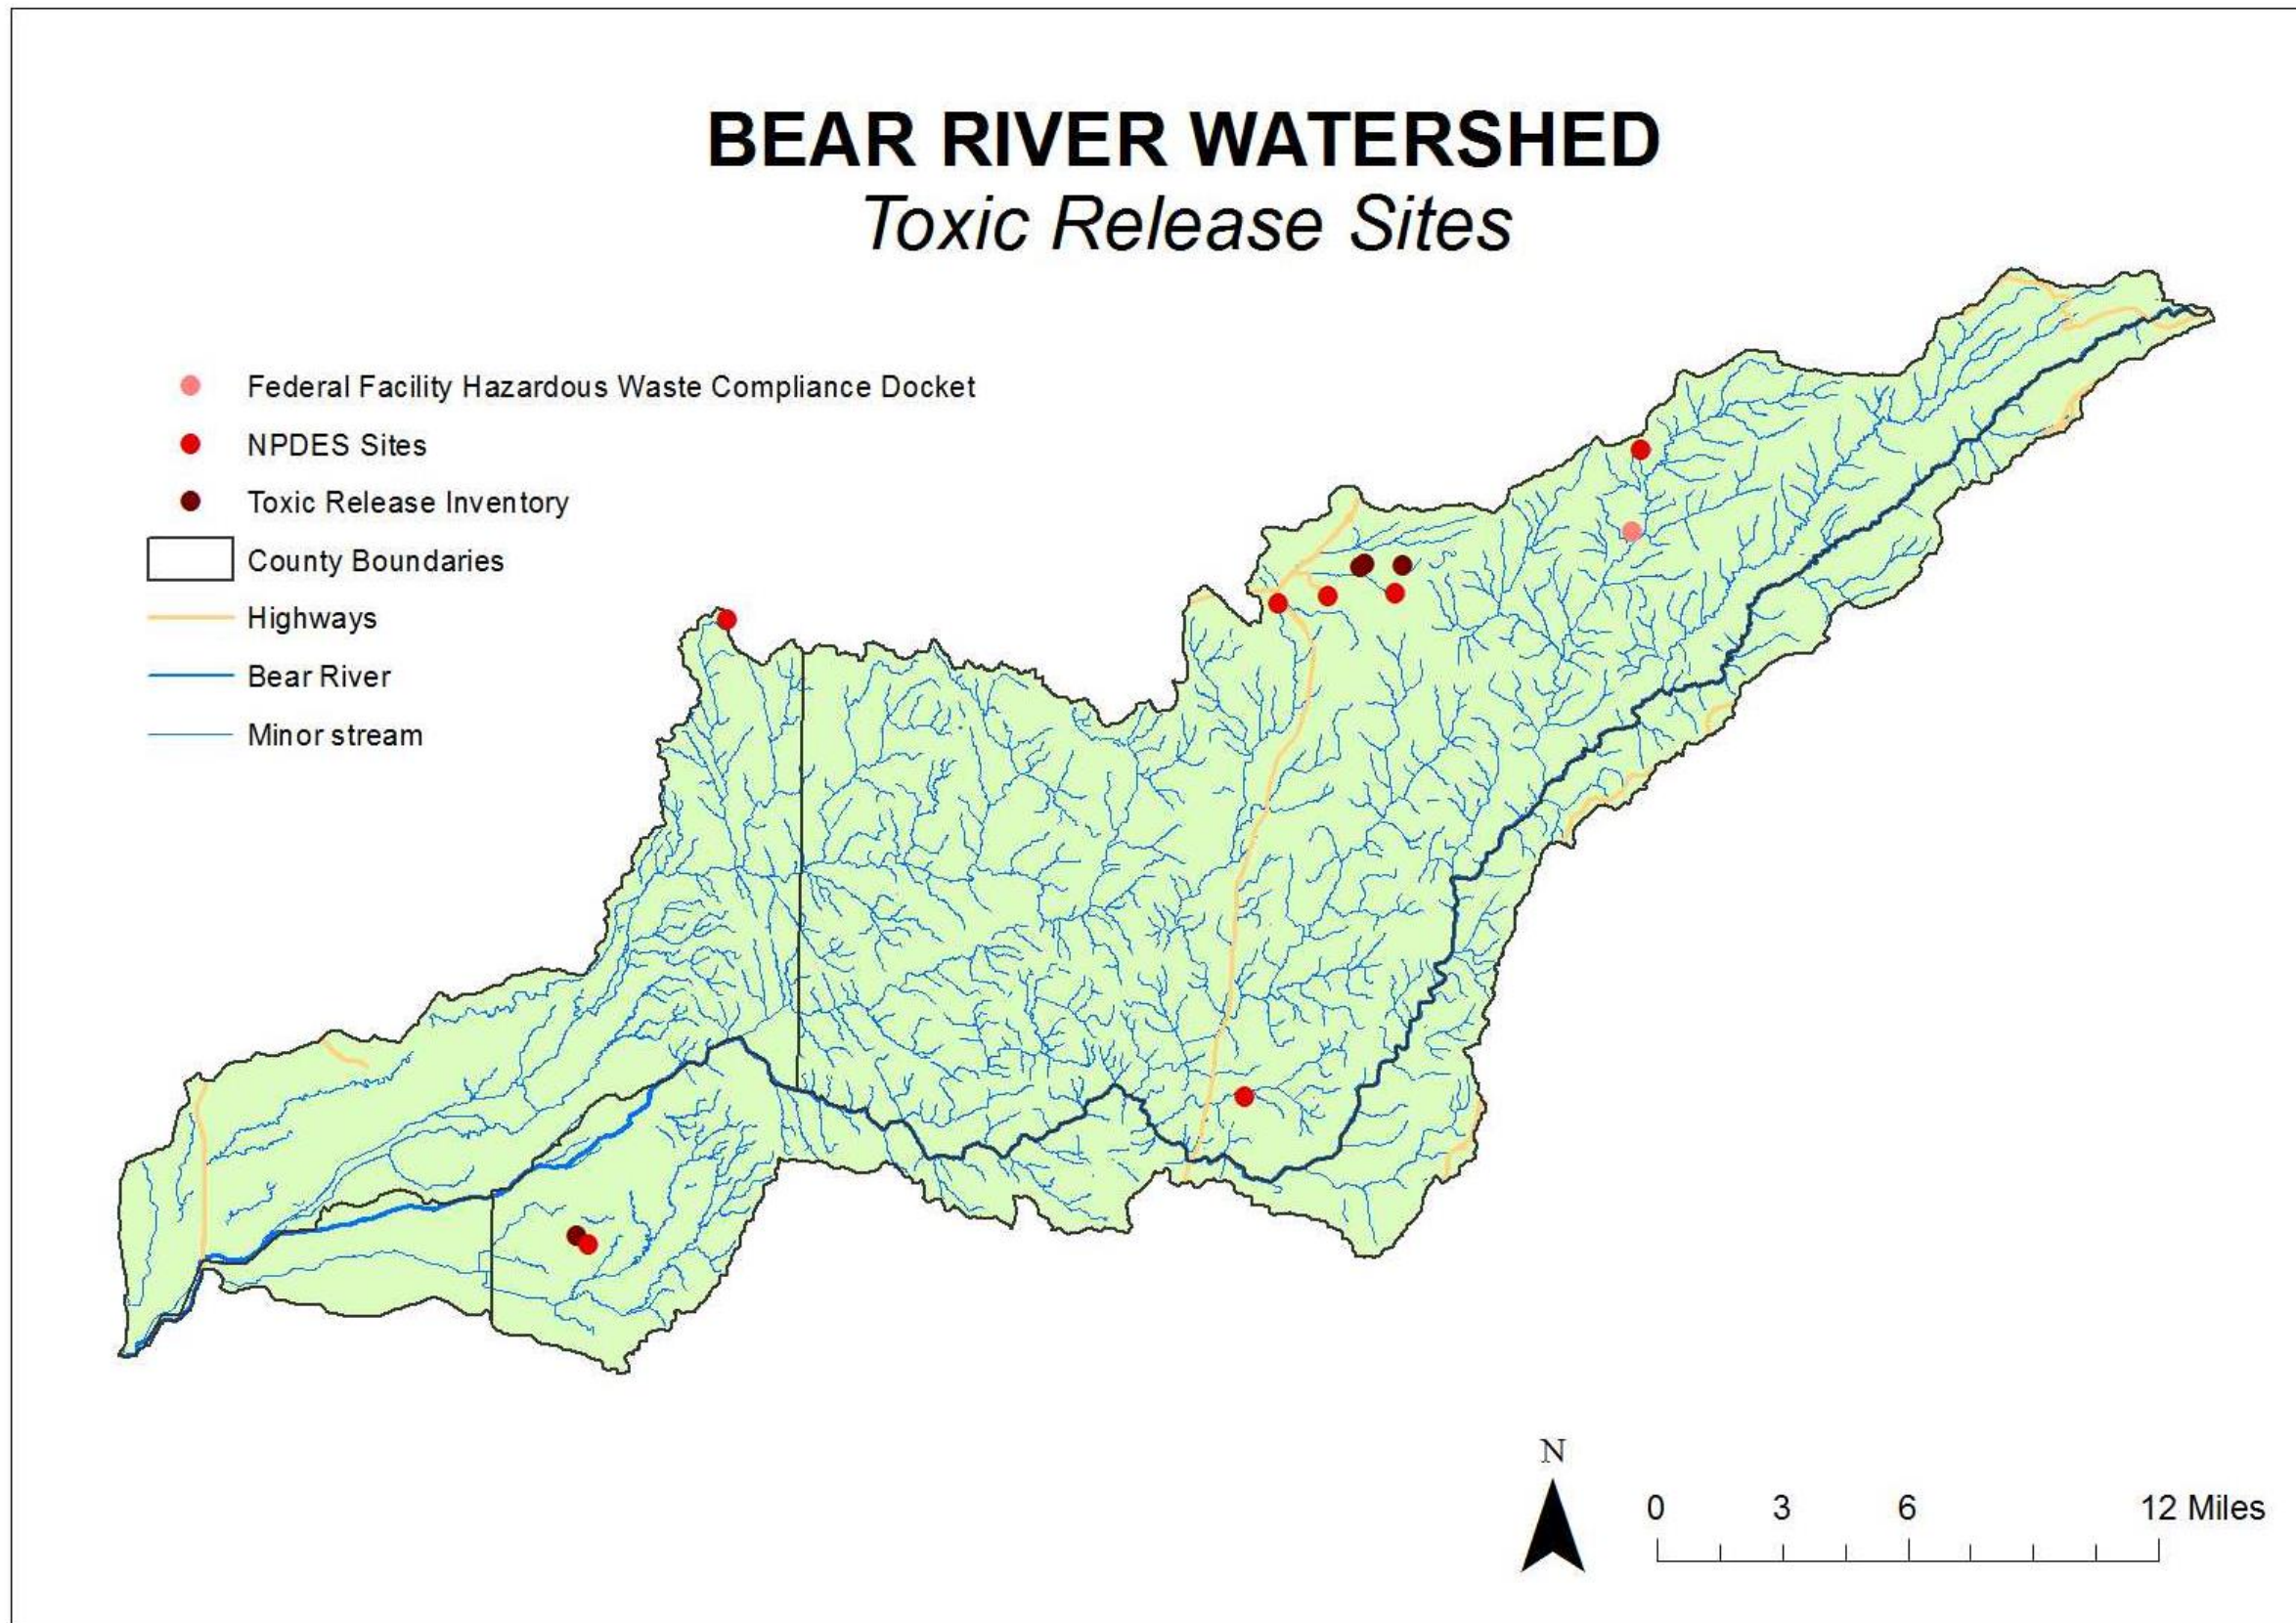 BEAR RIVER WATERSHED
Toxic Release Sites
Federal Facility Hazardous Waste Compliance Docket
NPDES Sites
Toxic Release Inventory
County Boundaries
Highways
Bear River
Minor stream
N
0 3 6 12 Miles